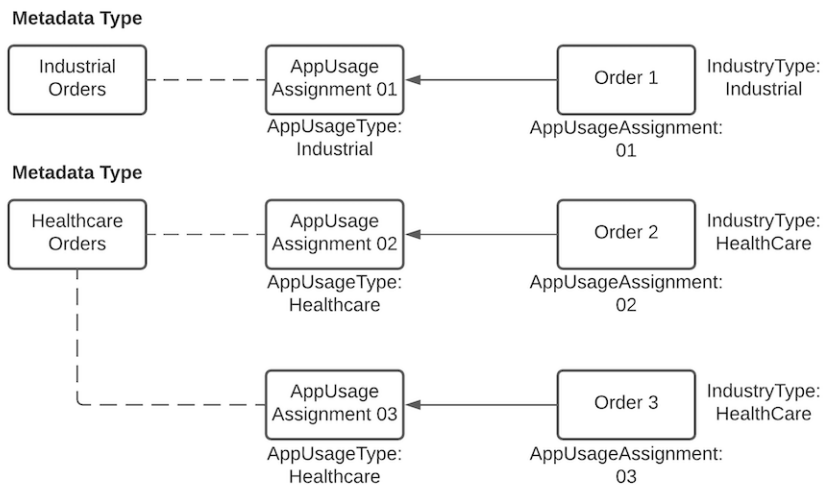 Metadata Type
Industrial
Orders
AppUsage
Assignment 01
AppUsageType:
Industrial
Order 1
IndustryType:
Industrial
AppUsageAssignment:
01
Metadata Type
Healthcare
Orders
AppUsage
Assignment 02
AppUsageType:
Healthcare
Order 2
IndustryType:
HealthCare
AppUsageAssignment:
02
AppUsage
Assignment 03
AppUsageType:
Healthcare
Order 3
IndustryType:
HealthCare
AppUsageAssignment:
03